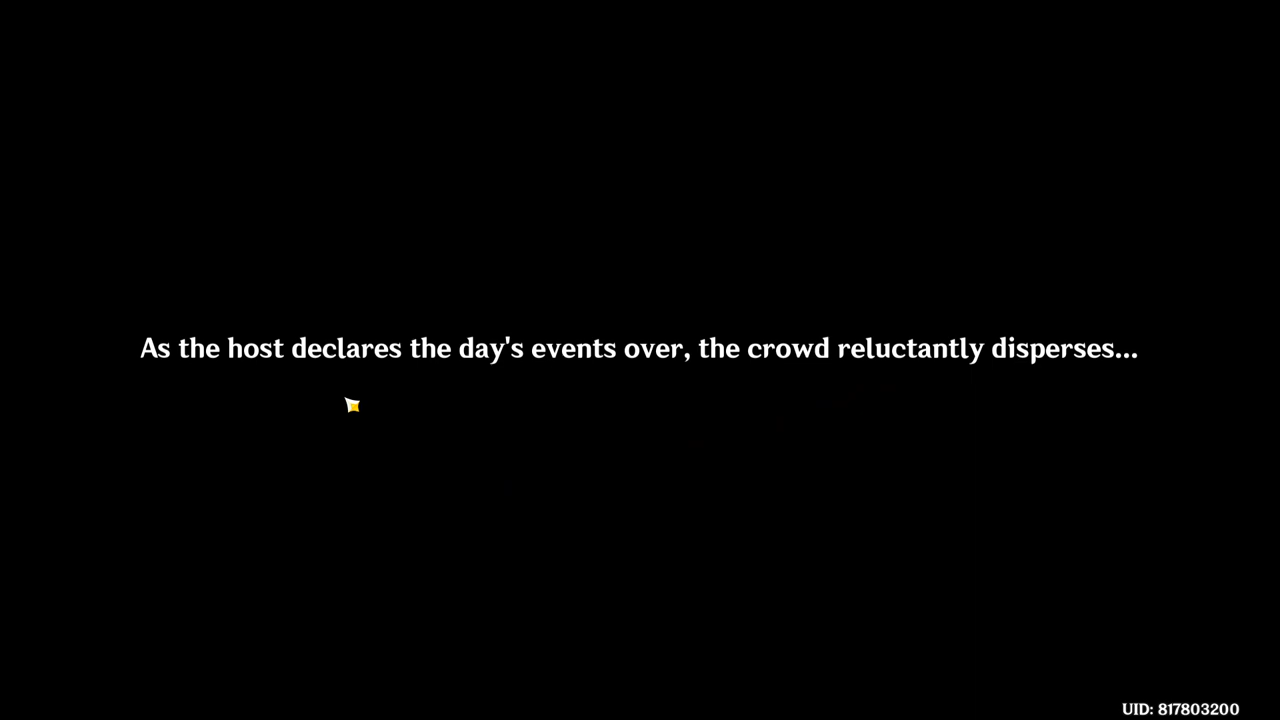 As the host declares the day's events over, the crowd reluctantly disperses...
UID: 817803200